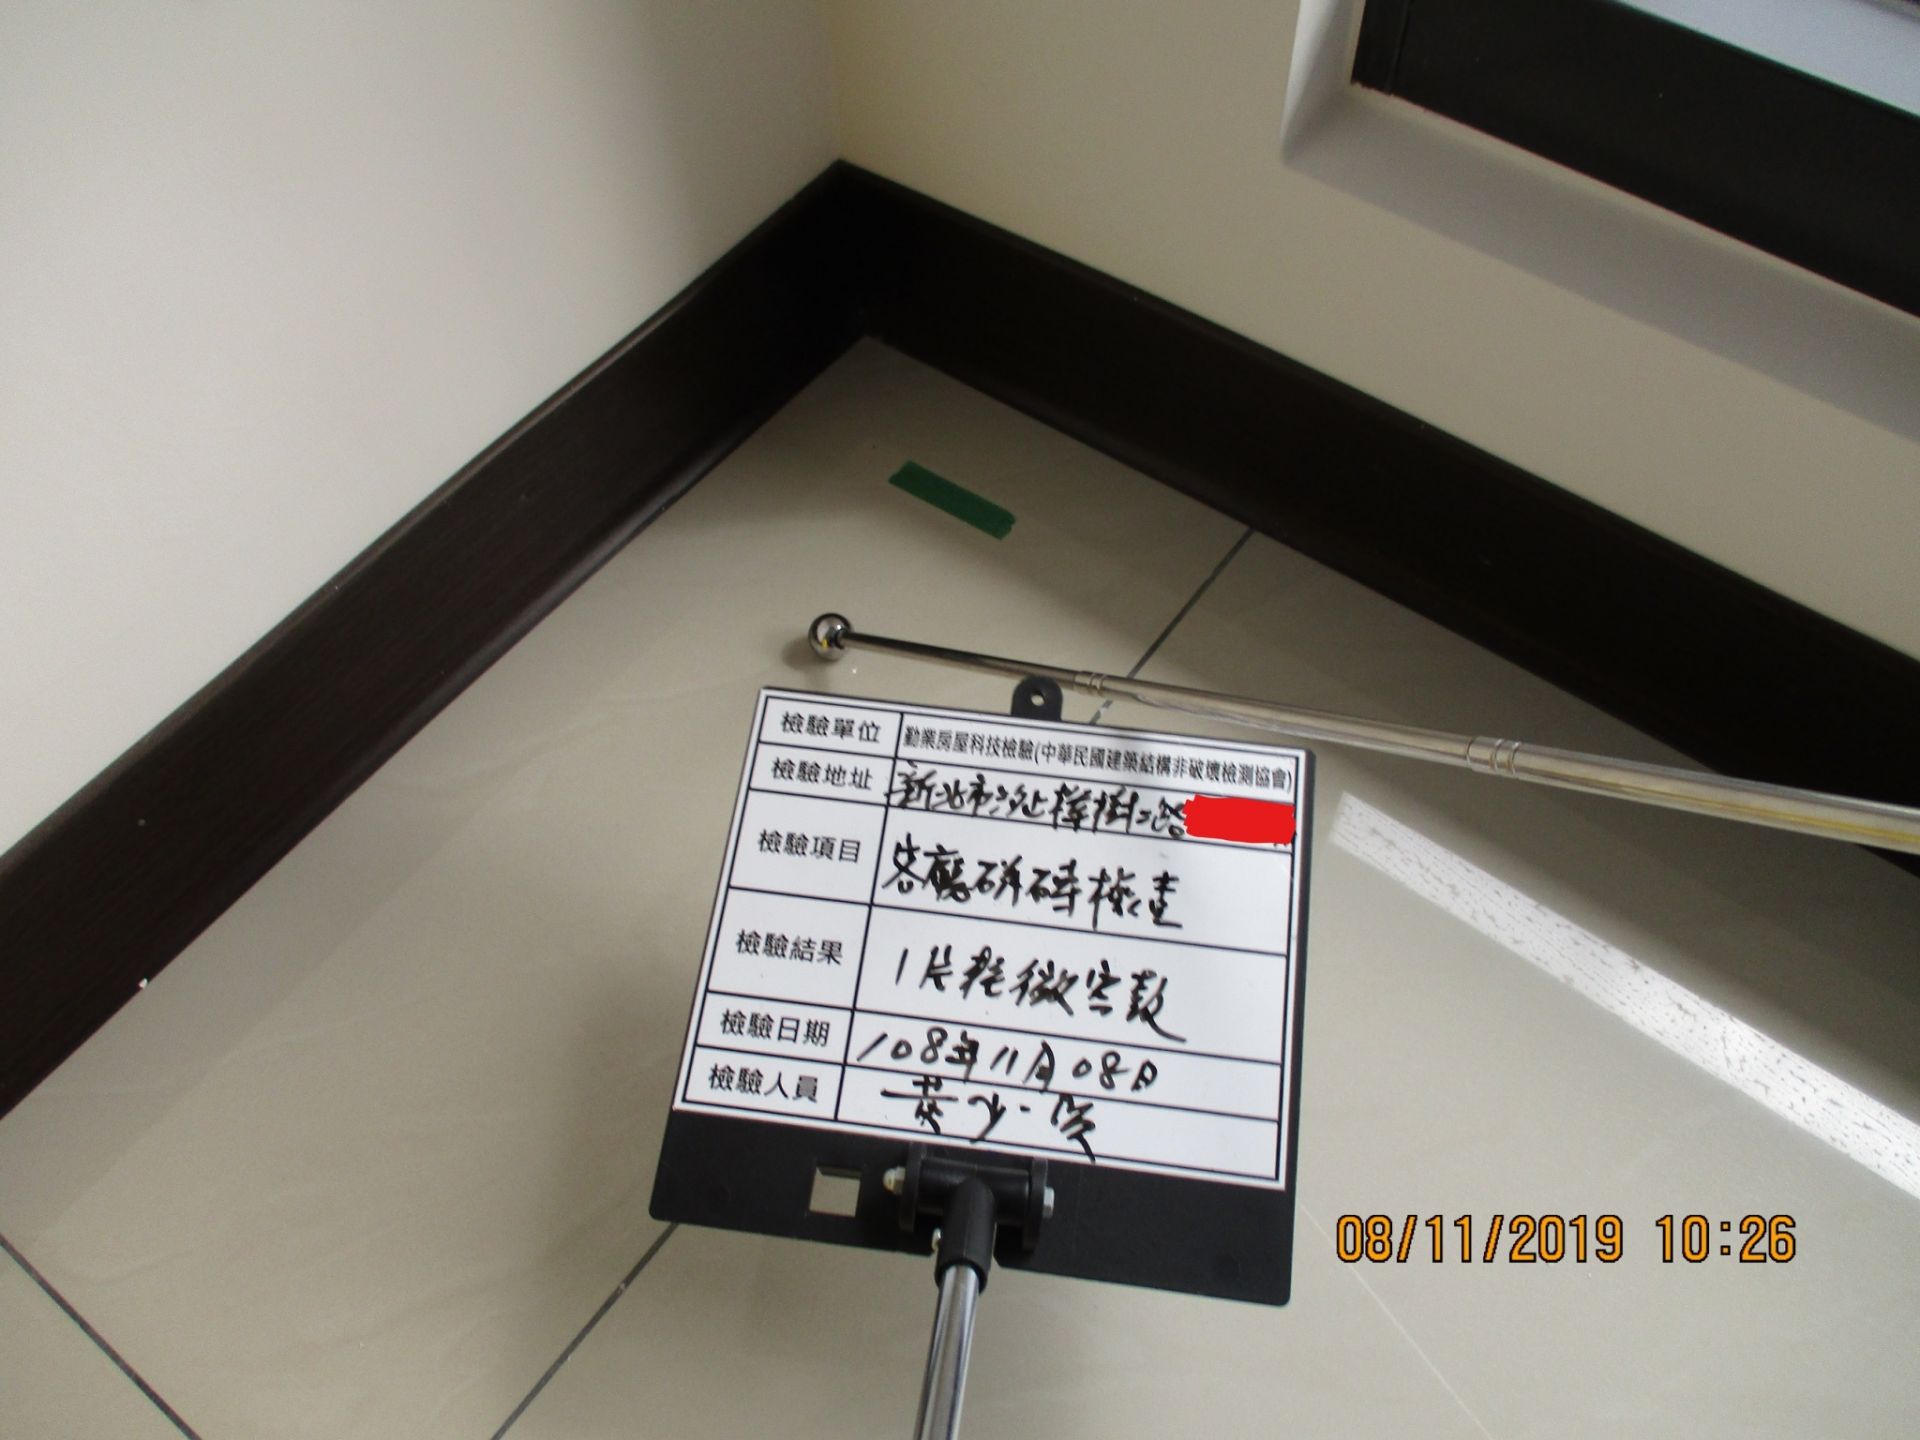 檢驗單位 勤業房屋科技檢驗(中華民國建築結構非破壞檢測協會)
檢驗地址 新北市汐止樟樹二路
檢驗項目 客廳磁磚檢查
檢驗結果 1片輕微空鼓
檢驗日期 108年11月08日
檢驗人員 黃
08/11/2019 10:26